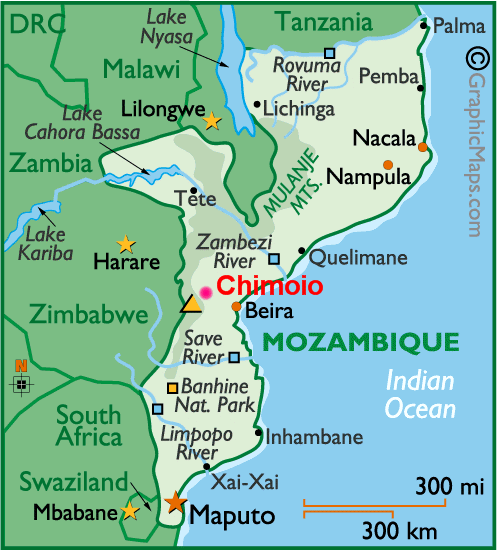 DRC
Lake
Nyasa
Tanzania
Palma
Malawi
Rovuma
River
Pemba
© GraphicMaps.com
Lilongwe
Lichinga
Lake
Cahora Bassa
Nacala
Zambia
MULANJE
MTS.
Nampula
Tete
Lake
Kariba
Harare
Zambezi
River
Quelimane
Chimoio
Zimbabwe
Beira
Save
River
MOZAMBIQUE
N
Banhine
Nat. Park
Indian
Ocean
South
Africa
Limpopo
River
Inhambane
Swaziland
Xai-Xai
300 mi
Mbabane
Maputo
300 km